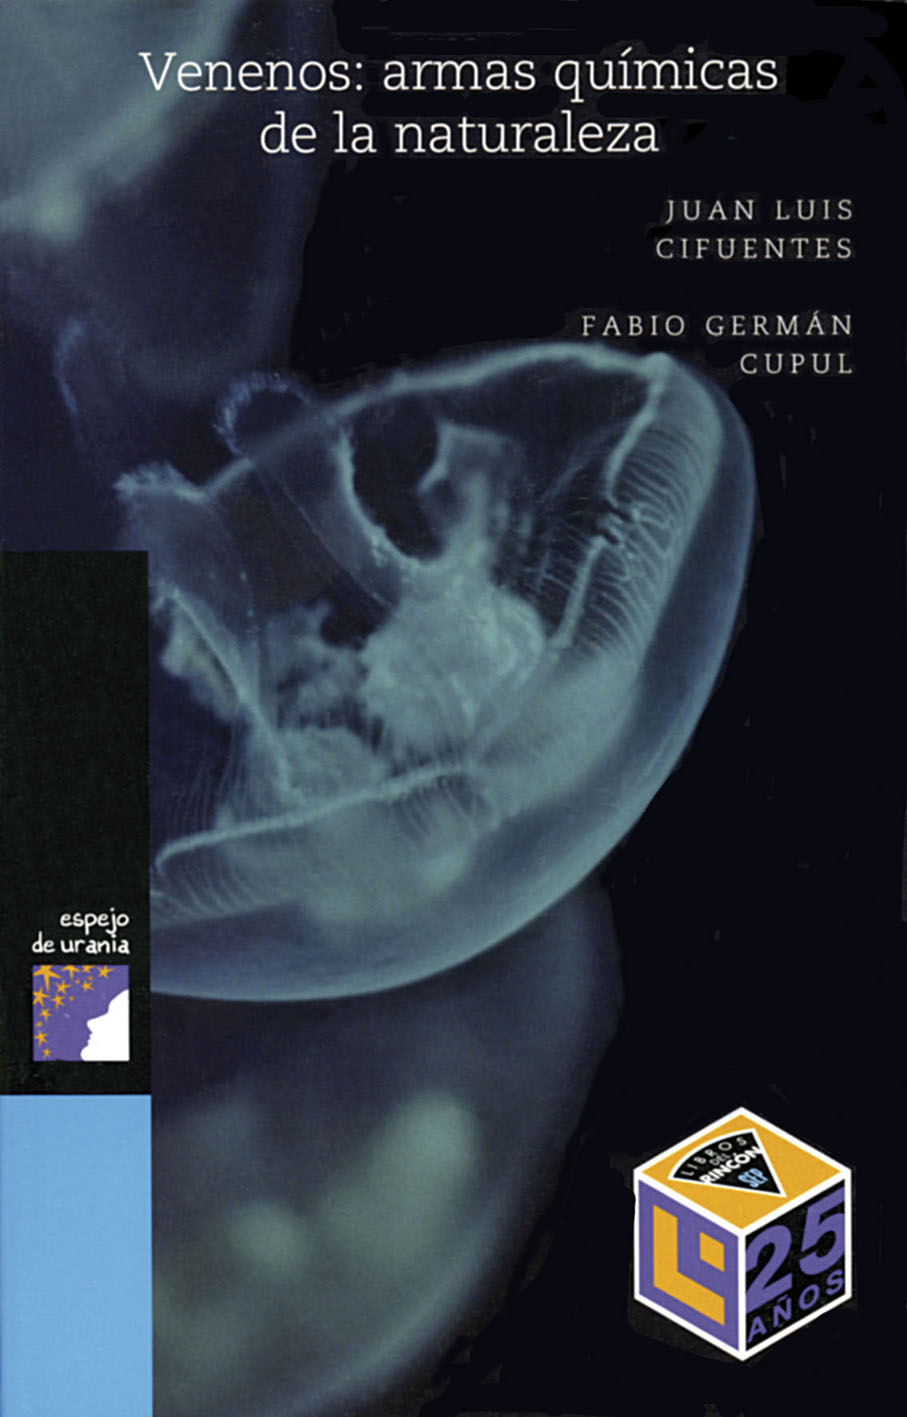 Venenos: armas químicas
de la naturaleza
JUAN LUIS
CIFUENTES
FABIO GERMÁN
CUPUL
espejo
de urania
LIBROS
DEL
RINCÓN
SEP
25
AÑOS